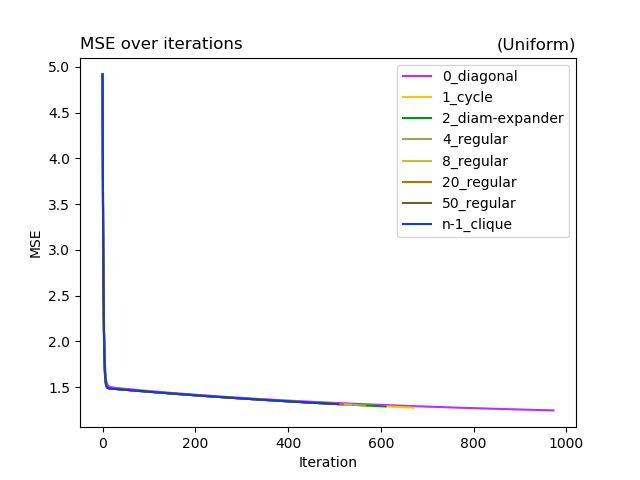 MSE over iterations
(Uniform)
5.0
4.5
4.0
3.5
3.0
2.5
2.0
1.5
MSE
0_diagonal
1_cycle
2_diam-expander
4_regular
8_regular
20_regular
50_regular
n-1_clique
0 200 400 600 800 1000
Iteration